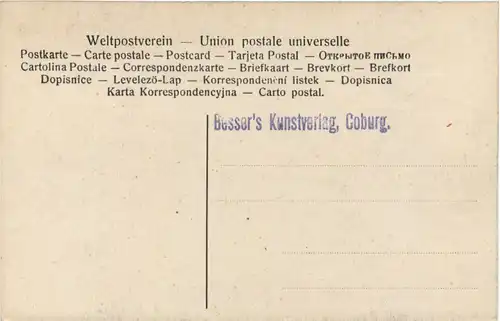 Weltpostverein — Union postale universelle
Postkarte — Carte postale — Postcard — Tarjeta Postal — Открытое письмо
Cartolina Postale — Correspondenzkarte — Briefkaart — Brevkort — Brefkort
Dopisnice — Levelező-Lap — Korrespondenční lístek — Dopisnica
Karta Korrespondencyjna — Carto postal.
Besser's Kunstverlag, Coburg.